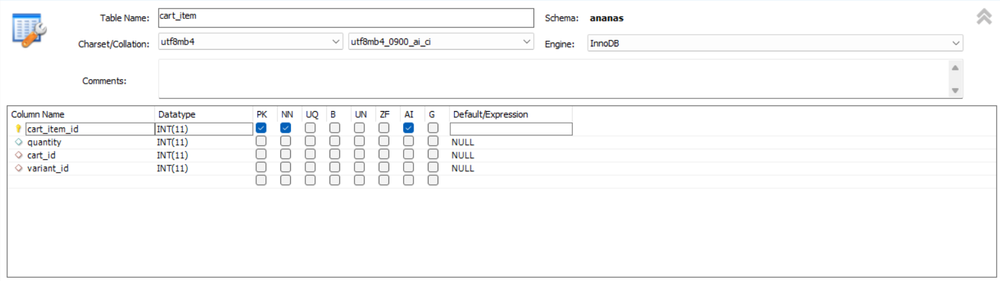 Table Name: cart_item Schema: ananas
Charset/Collation: utf8mb4 utf8mb4_0900_ai_ci Engine: InnoDB
Comments:
Column Name Datatype PK NN UQ B UN ZF AI G Default/Expression
cart_item_id INT(11)
quantity INT(11) NULL
cart_id INT(11) NULL
variant_id INT(11) NULL